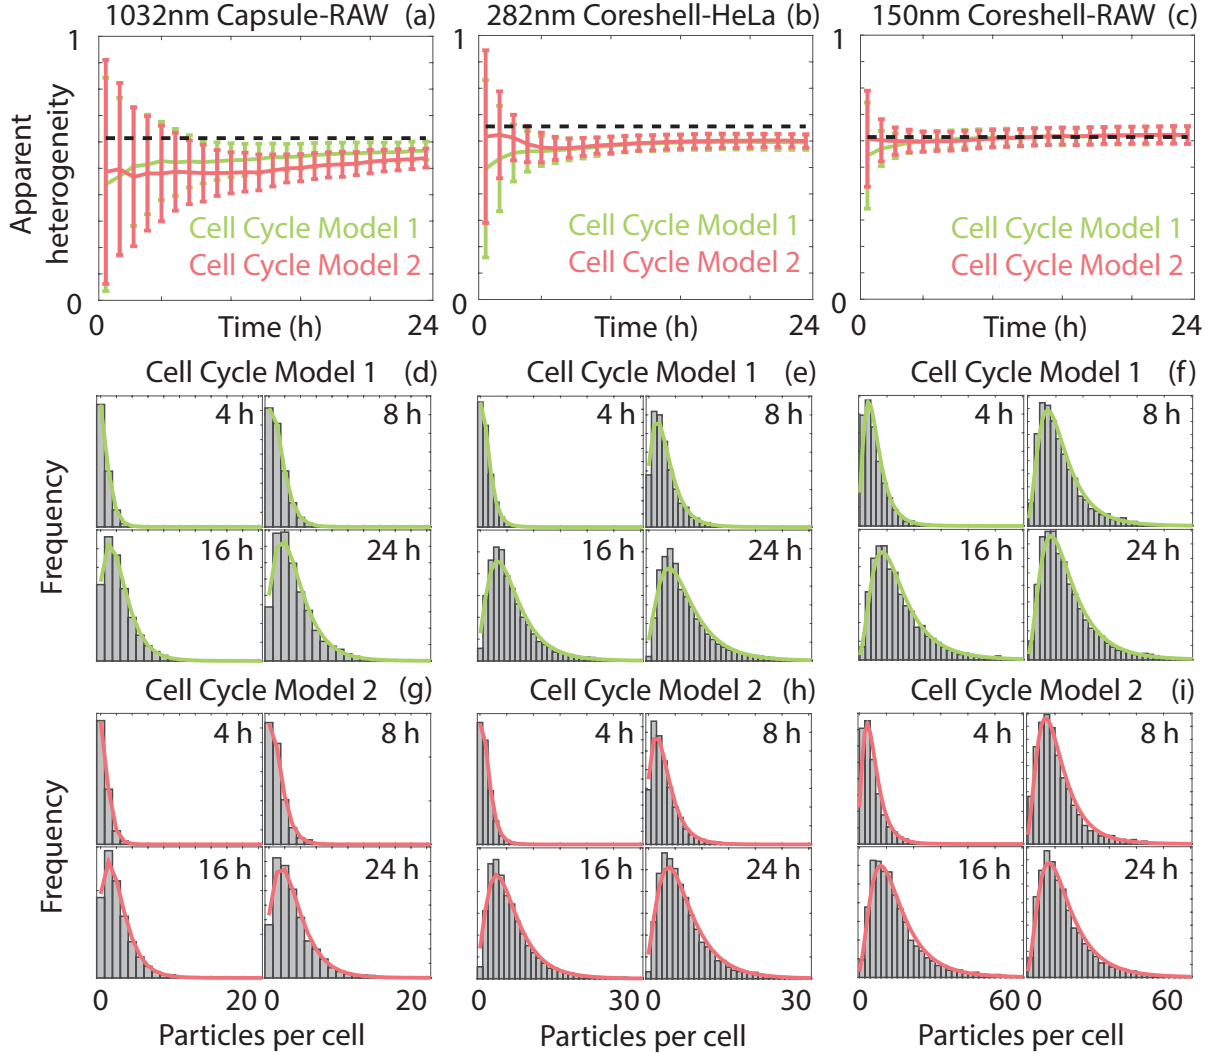 1032nm Capsule-RAW (a)
282nm Coreshell-HeLa (b)
150nm Coreshell-RAW (c)
Apparent
heterogeneity
1
0
Cell Cycle Model 1
Cell Cycle Model 2
0 Time (h) 24
1
0
Cell Cycle Model 1
Cell Cycle Model 2
0 Time (h) 24
1
0
Cell Cycle Model 1
Cell Cycle Model 2
0 Time (h) 24
Cell Cycle Model 1 (d)
Cell Cycle Model 1 (e)
Cell Cycle Model 1 (f)
Frequency
4 h 8 h
16 h 24 h
4 h 8 h
16 h 24 h
4 h 8 h
16 h 24 h
Cell Cycle Model 2 (g)
Cell Cycle Model 2 (h)
Cell Cycle Model 2 (i)
Frequency
4 h 8 h
16 h 24 h
4 h 8 h
16 h 24 h
4 h 8 h
16 h 24 h
0 20 0 20
0 30 0 30
0 60 0 60
Particles per cell
Particles per cell
Particles per cell